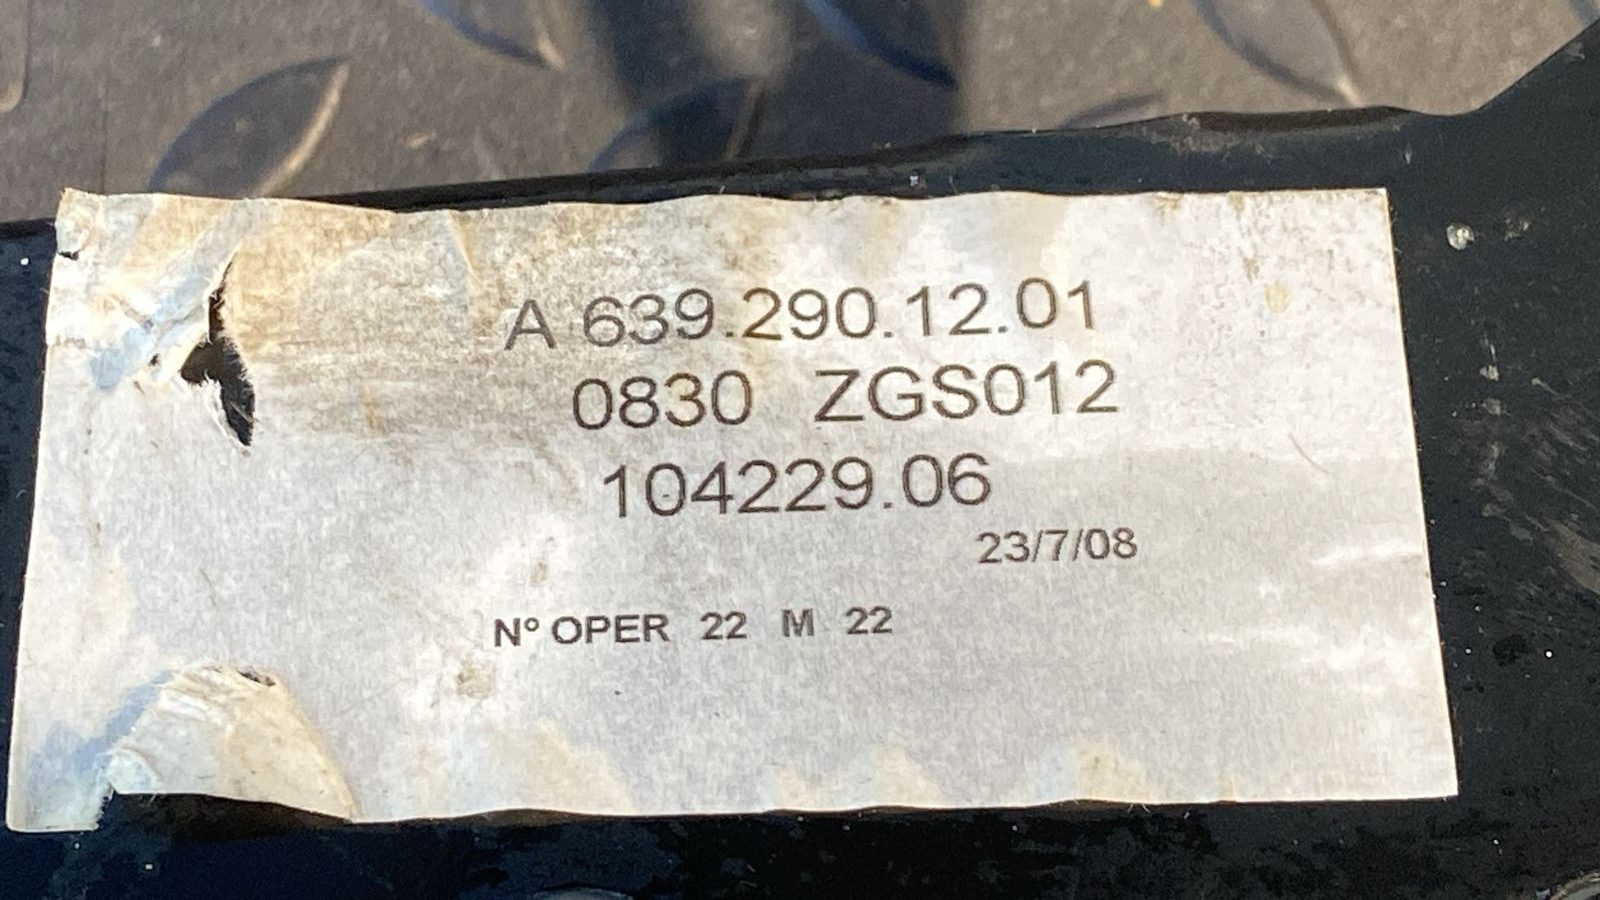 A 639.290.12.01
0830 ZGS012
104229.06
23/7/08
Nº OPER 22 M 22